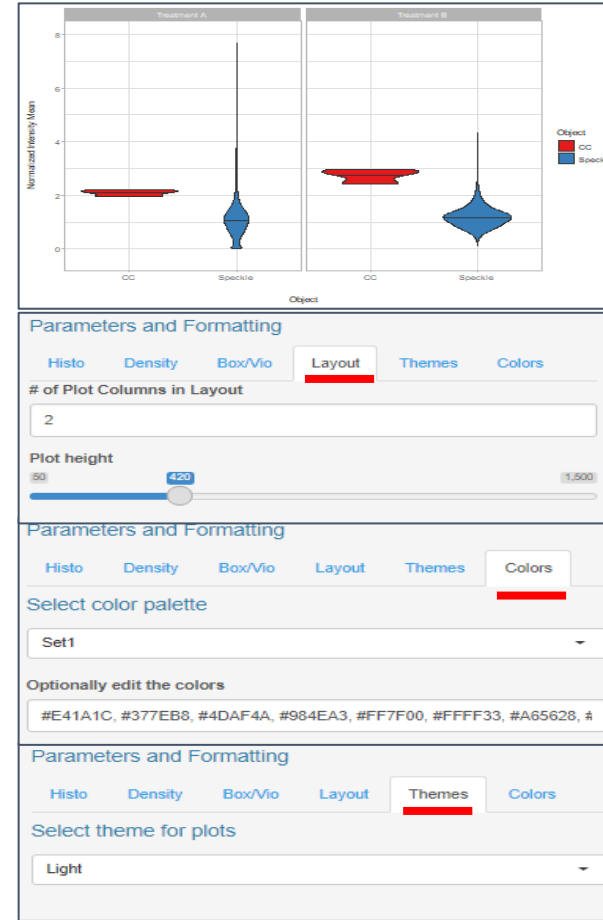 Treatment A Treatment B
8
6
4
2
0
Normalized Intensity Mean
Object
CC
Speckle
CC Speckle CC Speckle
Object
Parameters and Formatting
Histo Density Box/Vio Layout Themes Colors
# of Plot Columns in Layout
2
Plot height
50 420 1,500
Parameters and Formatting
Histo Density Box/Vio Layout Themes Colors
Select color palette
Set1
Optionally edit the colors
#E41A1C, #377EB8, #4DAF4A, #984EA3, #FF7F00, #FFFF33, #A65628, #
Parameters and Formatting
Histo Density Box/Vio Layout Themes Colors
Select theme for plots
Light